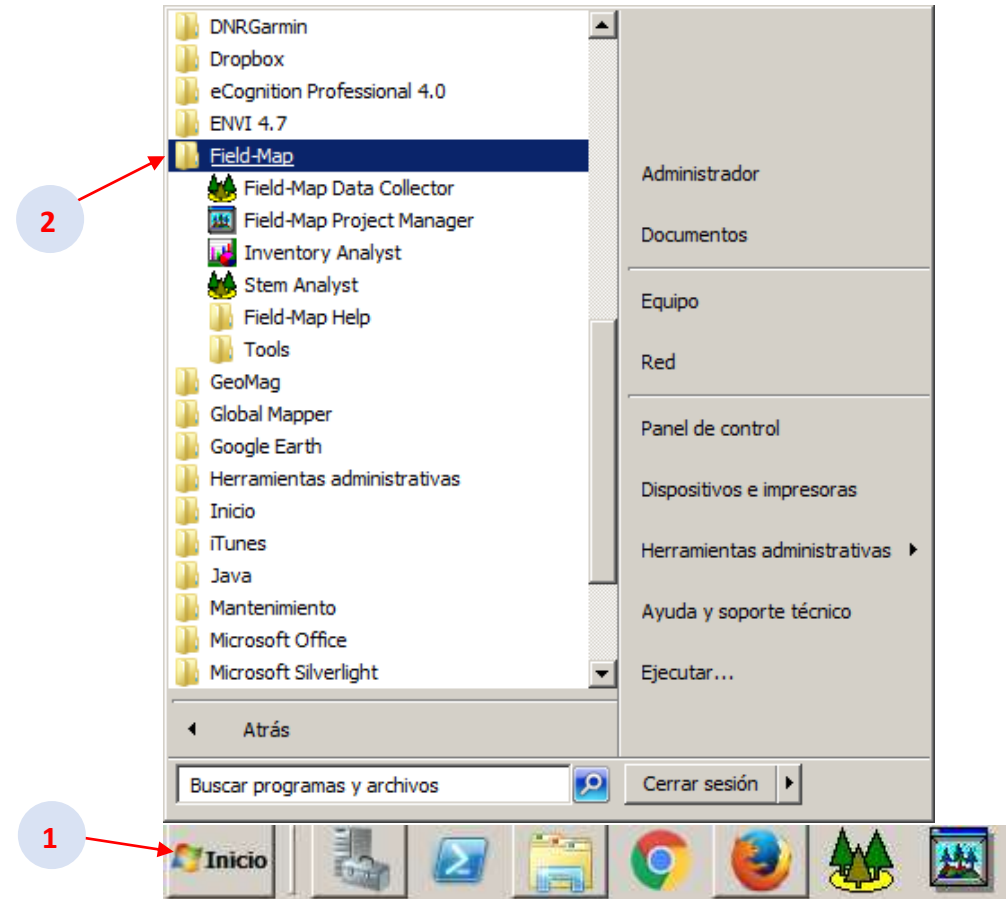 DNRGarmin
Dropbox
eCognition Professional 4.0
ENVI 4.7
Field-Map
Field-Map Data Collector
Field-Map Project Manager
Inventory Analyst
Stem Analyst
Field-Map Help
Tools
GeoMag
Global Mapper
Google Earth
Herramientas administrativas
Inicio
iTunes
Java
Mantenimiento
Microsoft Office
Microsoft Silverlight
Atrás
Buscar programas y archivos
Administrador
Documentos
Equipo
Red
Panel de control
Dispositivos e impresoras
Herramientas administrativas
Ayuda y soporte técnico
Ejecutar...
Cerrar sesión
2
1
Inicio